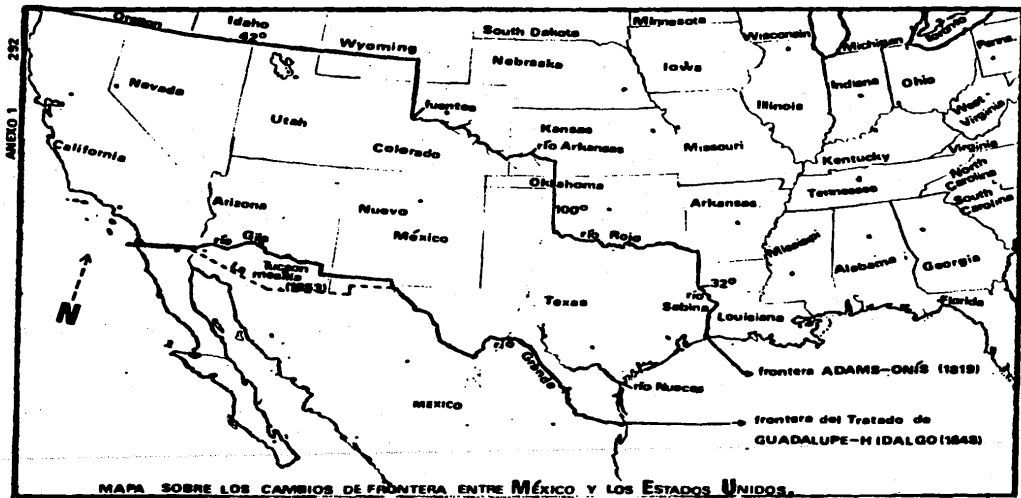 292
ANEXO 1
Oregon
Idaho
42°
Wyoming
South Dakota
Minnesota
Wisconsin
Michigan
Toronto
Penns.
Nevada
Utah
fuentes
Nebraska
Iowa
Illinois
Indiana
Ohio
West Virginia
Virginia
California
Colorado
Kansas
río Arkansas
Missouri
Kentucky
North Carolina
South Carolina
Tennessee
Oklahoma
100°
Arkansas
Arizona
Nuevo México
río Gila
Tucson
La mesilla
(1853)
río Rojo
Mississipi
Alabama
Georgia
Florida
N
Texas
32°
río Sabina
Louisiana
río Grande
río Nueces
MEXICO
frontera ADAMS-ONÍS (1819)
frontera del Tratado de
GUADALUPE-HIDALGO (1848)
MAPA SOBRE LOS CAMBIOS DE FRONTERA ENTRE MÉXICO Y LOS ESTADOS UNIDOS.